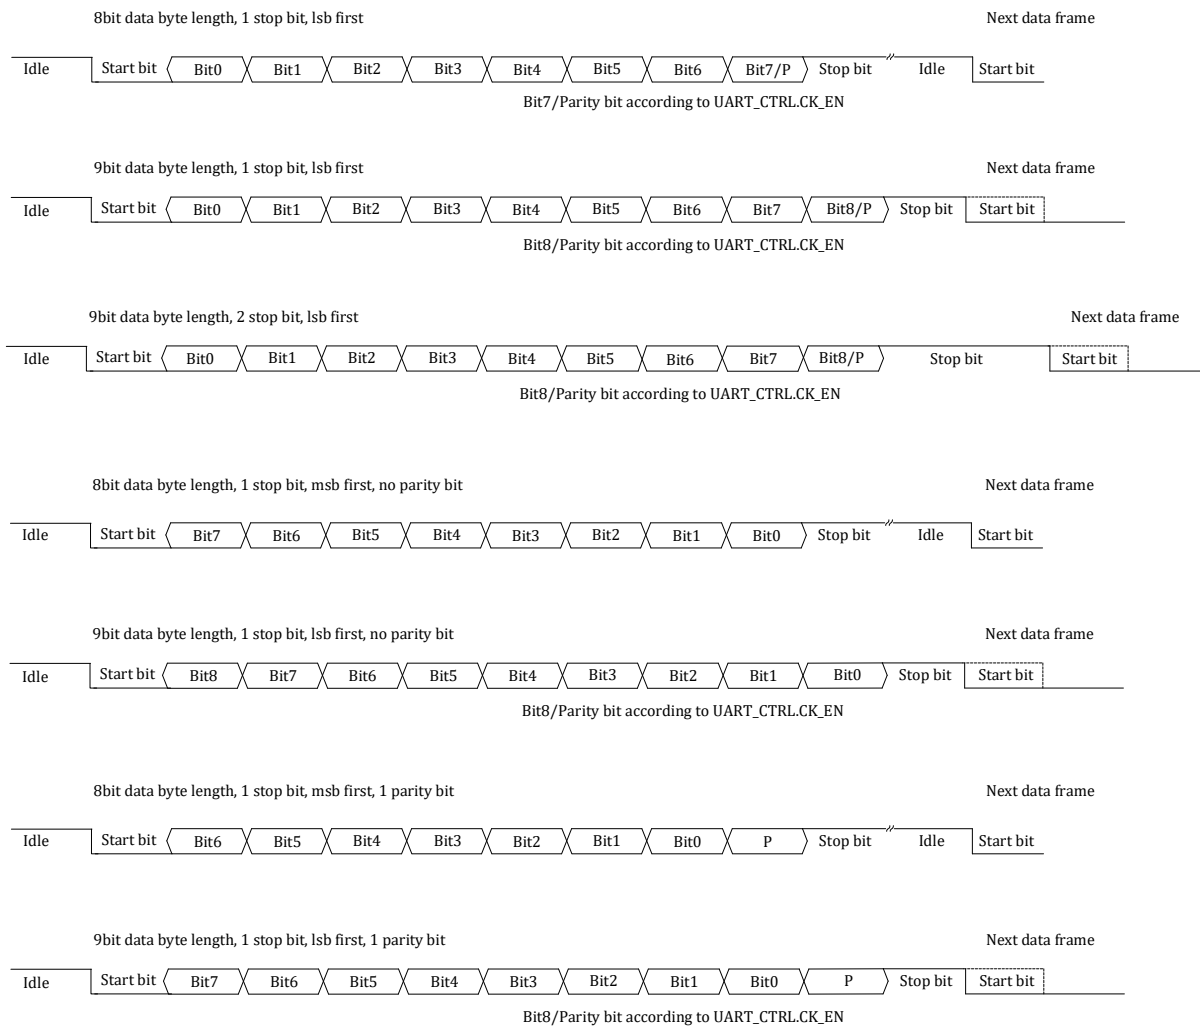 8bit data byte length, 1 stop bit, lsb first Next data frame
Idle Start bit Bit0 Bit1 Bit2 Bit3 Bit4 Bit5 Bit6 Bit7/P Stop bit Idle Start bit
Bit7/Parity bit according to UART_CTRL.CK_EN
9bit data byte length, 1 stop bit, lsb first Next data frame
Idle Start bit Bit0 Bit1 Bit2 Bit3 Bit4 Bit5 Bit6 Bit7 Bit8/P Stop bit Start bit
Bit8/Parity bit according to UART_CTRL.CK_EN
9bit data byte length, 2 stop bit, lsb first Next data frame
Idle Start bit Bit0 Bit1 Bit2 Bit3 Bit4 Bit5 Bit6 Bit7 Bit8/P Stop bit Start bit
Bit8/Parity bit according to UART_CTRL.CK_EN
8bit data byte length, 1 stop bit, msb first, no parity bit Next data frame
Idle Start bit Bit7 Bit6 Bit5 Bit4 Bit3 Bit2 Bit1 Bit0 Stop bit Idle Start bit
9bit data byte length, 1 stop bit, lsb first, no parity bit Next data frame
Idle Start bit Bit8 Bit7 Bit6 Bit5 Bit4 Bit3 Bit2 Bit1 Bit0 Stop bit Start bit
Bit8/Parity bit according to UART_CTRL.CK_EN
8bit data byte length, 1 stop bit, msb first, 1 parity bit Next data frame
Idle Start bit Bit6 Bit5 Bit4 Bit3 Bit2 Bit1 Bit0 P Stop bit Idle Start bit
9bit data byte length, 1 stop bit, lsb first, 1 parity bit Next data frame
Idle Start bit Bit7 Bit6 Bit5 Bit4 Bit3 Bit2 Bit1 Bit0 P Stop bit Start bit
Bit8/Parity bit according to UART_CTRL.CK_EN